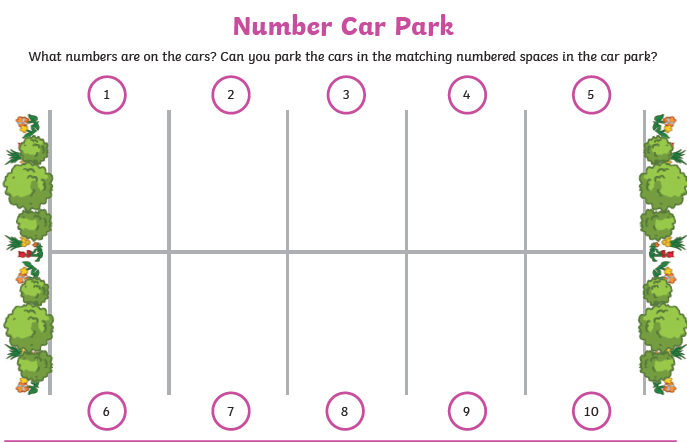 Number Car Park
What numbers are on the cars? Can you park the cars in the matching numbered spaces in the car park?
1 2 3 4 5
6 7 8 9 10